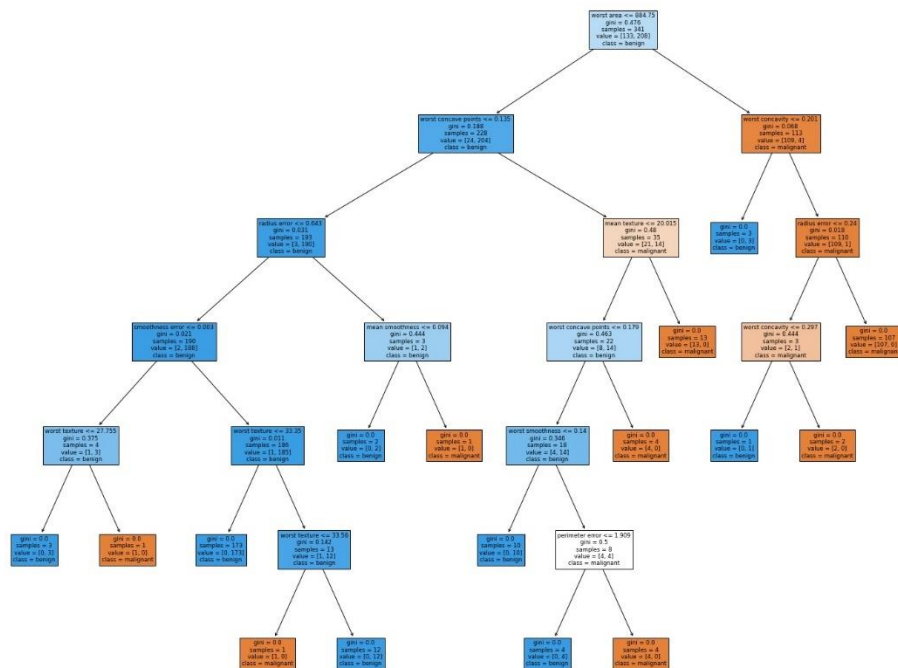 worst area <= 884.75
gini = 0.476
samples = 341
value = [133, 208]
class = benign
worst concave points <= 0.135
gini = 0.188
samples = 228
value = [24, 204]
class = benign
worst concavity <= 0.201
gini = 0.068
samples = 113
value = [109, 4]
class = malignant
radius error <= 0.643
gini = 0.031
samples = 193
value = [3, 190]
class = benign
mean texture <= 20.015
gini = 0.48
samples = 35
value = [21, 14]
class = malignant
gini = 0.0
samples = 3
value = [0, 3]
class = benign
radius error <= 0.24
gini = 0.018
samples = 110
value = [109, 1]
class = malignant
smoothness error <= 0.003
gini = 0.021
samples = 190
value = [2, 188]
class = benign
mean smoothness <= 0.094
gini = 0.444
samples = 3
value = [1, 2]
class = benign
worst concave points <= 0.179
gini = 0.463
samples = 22
value = [8, 14]
class = benign
gini = 0.0
samples = 13
value = [13, 0]
class = malignant
worst concavity <= 0.297
gini = 0.444
samples = 3
value = [2, 1]
class = malignant
gini = 0.0
samples = 107
value = [107, 0]
class = malignant
worst texture <= 27.755
gini = 0.375
samples = 4
value = [1, 3]
class = benign
worst texture <= 33.35
gini = 0.011
samples = 186
value = [1, 185]
class = benign
gini = 0.0
samples = 2
value = [0, 2]
class = benign
gini = 0.0
samples = 1
value = [1, 0]
class = malignant
worst smoothness <= 0.14
gini = 0.346
samples = 18
value = [4, 14]
class = benign
gini = 0.0
samples = 4
value = [4, 0]
class = malignant
gini = 0.0
samples = 1
value = [0, 1]
class = benign
gini = 0.0
samples = 2
value = [2, 0]
class = malignant
gini = 0.0
samples = 3
value = [0, 3]
class = benign
gini = 0.0
samples = 1
value = [1, 0]
class = malignant
gini = 0.0
samples = 173
value = [0, 173]
class = benign
worst texture <= 33.56
gini = 0.142
samples = 13
value = [1, 12]
class = benign
gini = 0.0
samples = 10
value = [0, 10]
class = benign
perimeter error <= 1.909
gini = 0.5
samples = 8
value = [4, 4]
class = malignant
gini = 0.0
samples = 1
value = [1, 0]
class = malignant
gini = 0.0
samples = 12
value = [0, 12]
class = benign
gini = 0.0
samples = 4
value = [0, 4]
class = benign
gini = 0.0
samples = 4
value = [4, 0]
class = malignant